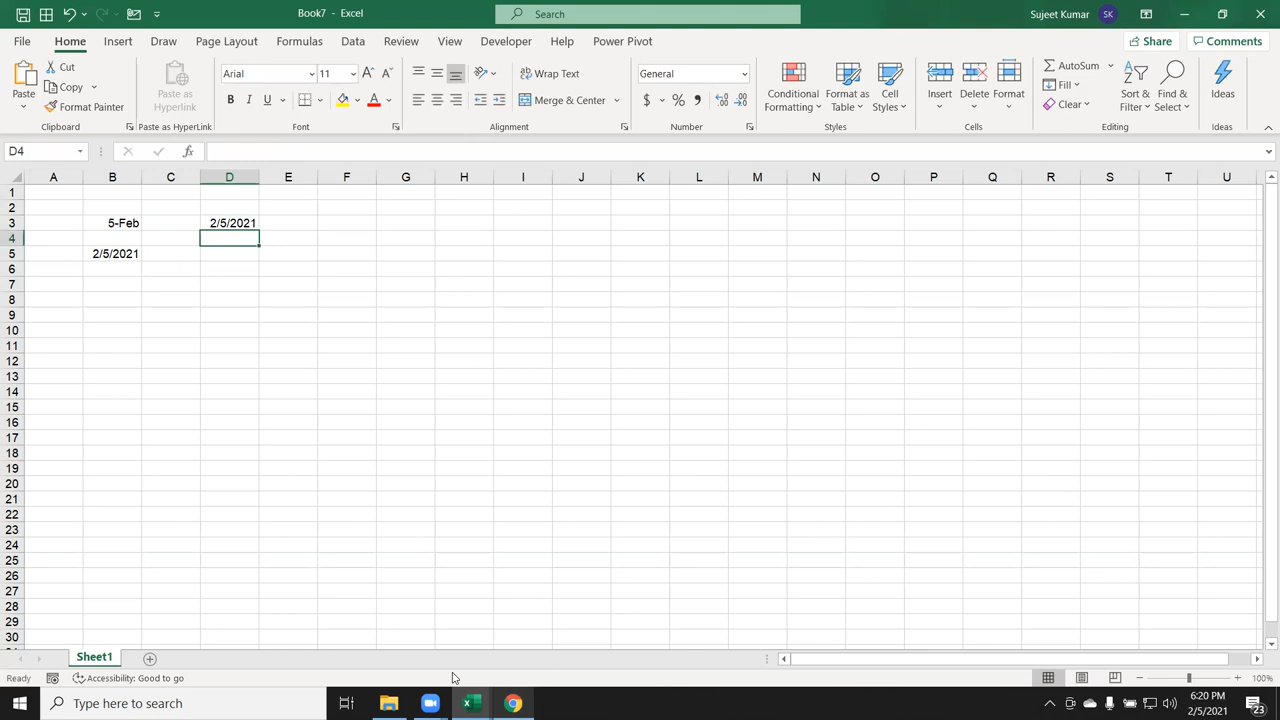 Book7 - Excel
Search
Sujeet Kumar
SK
File
Home
Insert
Draw
Page Layout
Formulas
Data
Review
View
Developer
Help
Power Pivot
Share
Comments
Paste
Cut
Copy
Format Painter
Clipboard
Paste as
Hyperlink
Paste as HyperLink
Arial
11
B I U
A
Font
Wrap Text
Merge & Center
Alignment
General
$ % 9
Number
Conditional
Formatting
Format as
Table
Cell
Styles
Styles
Insert
Delete
Format
Cells
AutoSum
Fill
Clear
Sort &
Filter
Find &
Select
Editing
Ideas
Ideas
D4
fx
A B C D E F G H I J K L M N O P Q R S T U
1
2
3 5-Feb 2/5/2021
4
5 2/5/2021
6
7
8
9
10
11
12
13
14
15
16
17
18
19
20
21
22
23
24
25
26
27
28
29
30
Sheet1
Ready
Accessibility: Good to go
100%
Type here to search
6:20 PM
2/5/2021
23